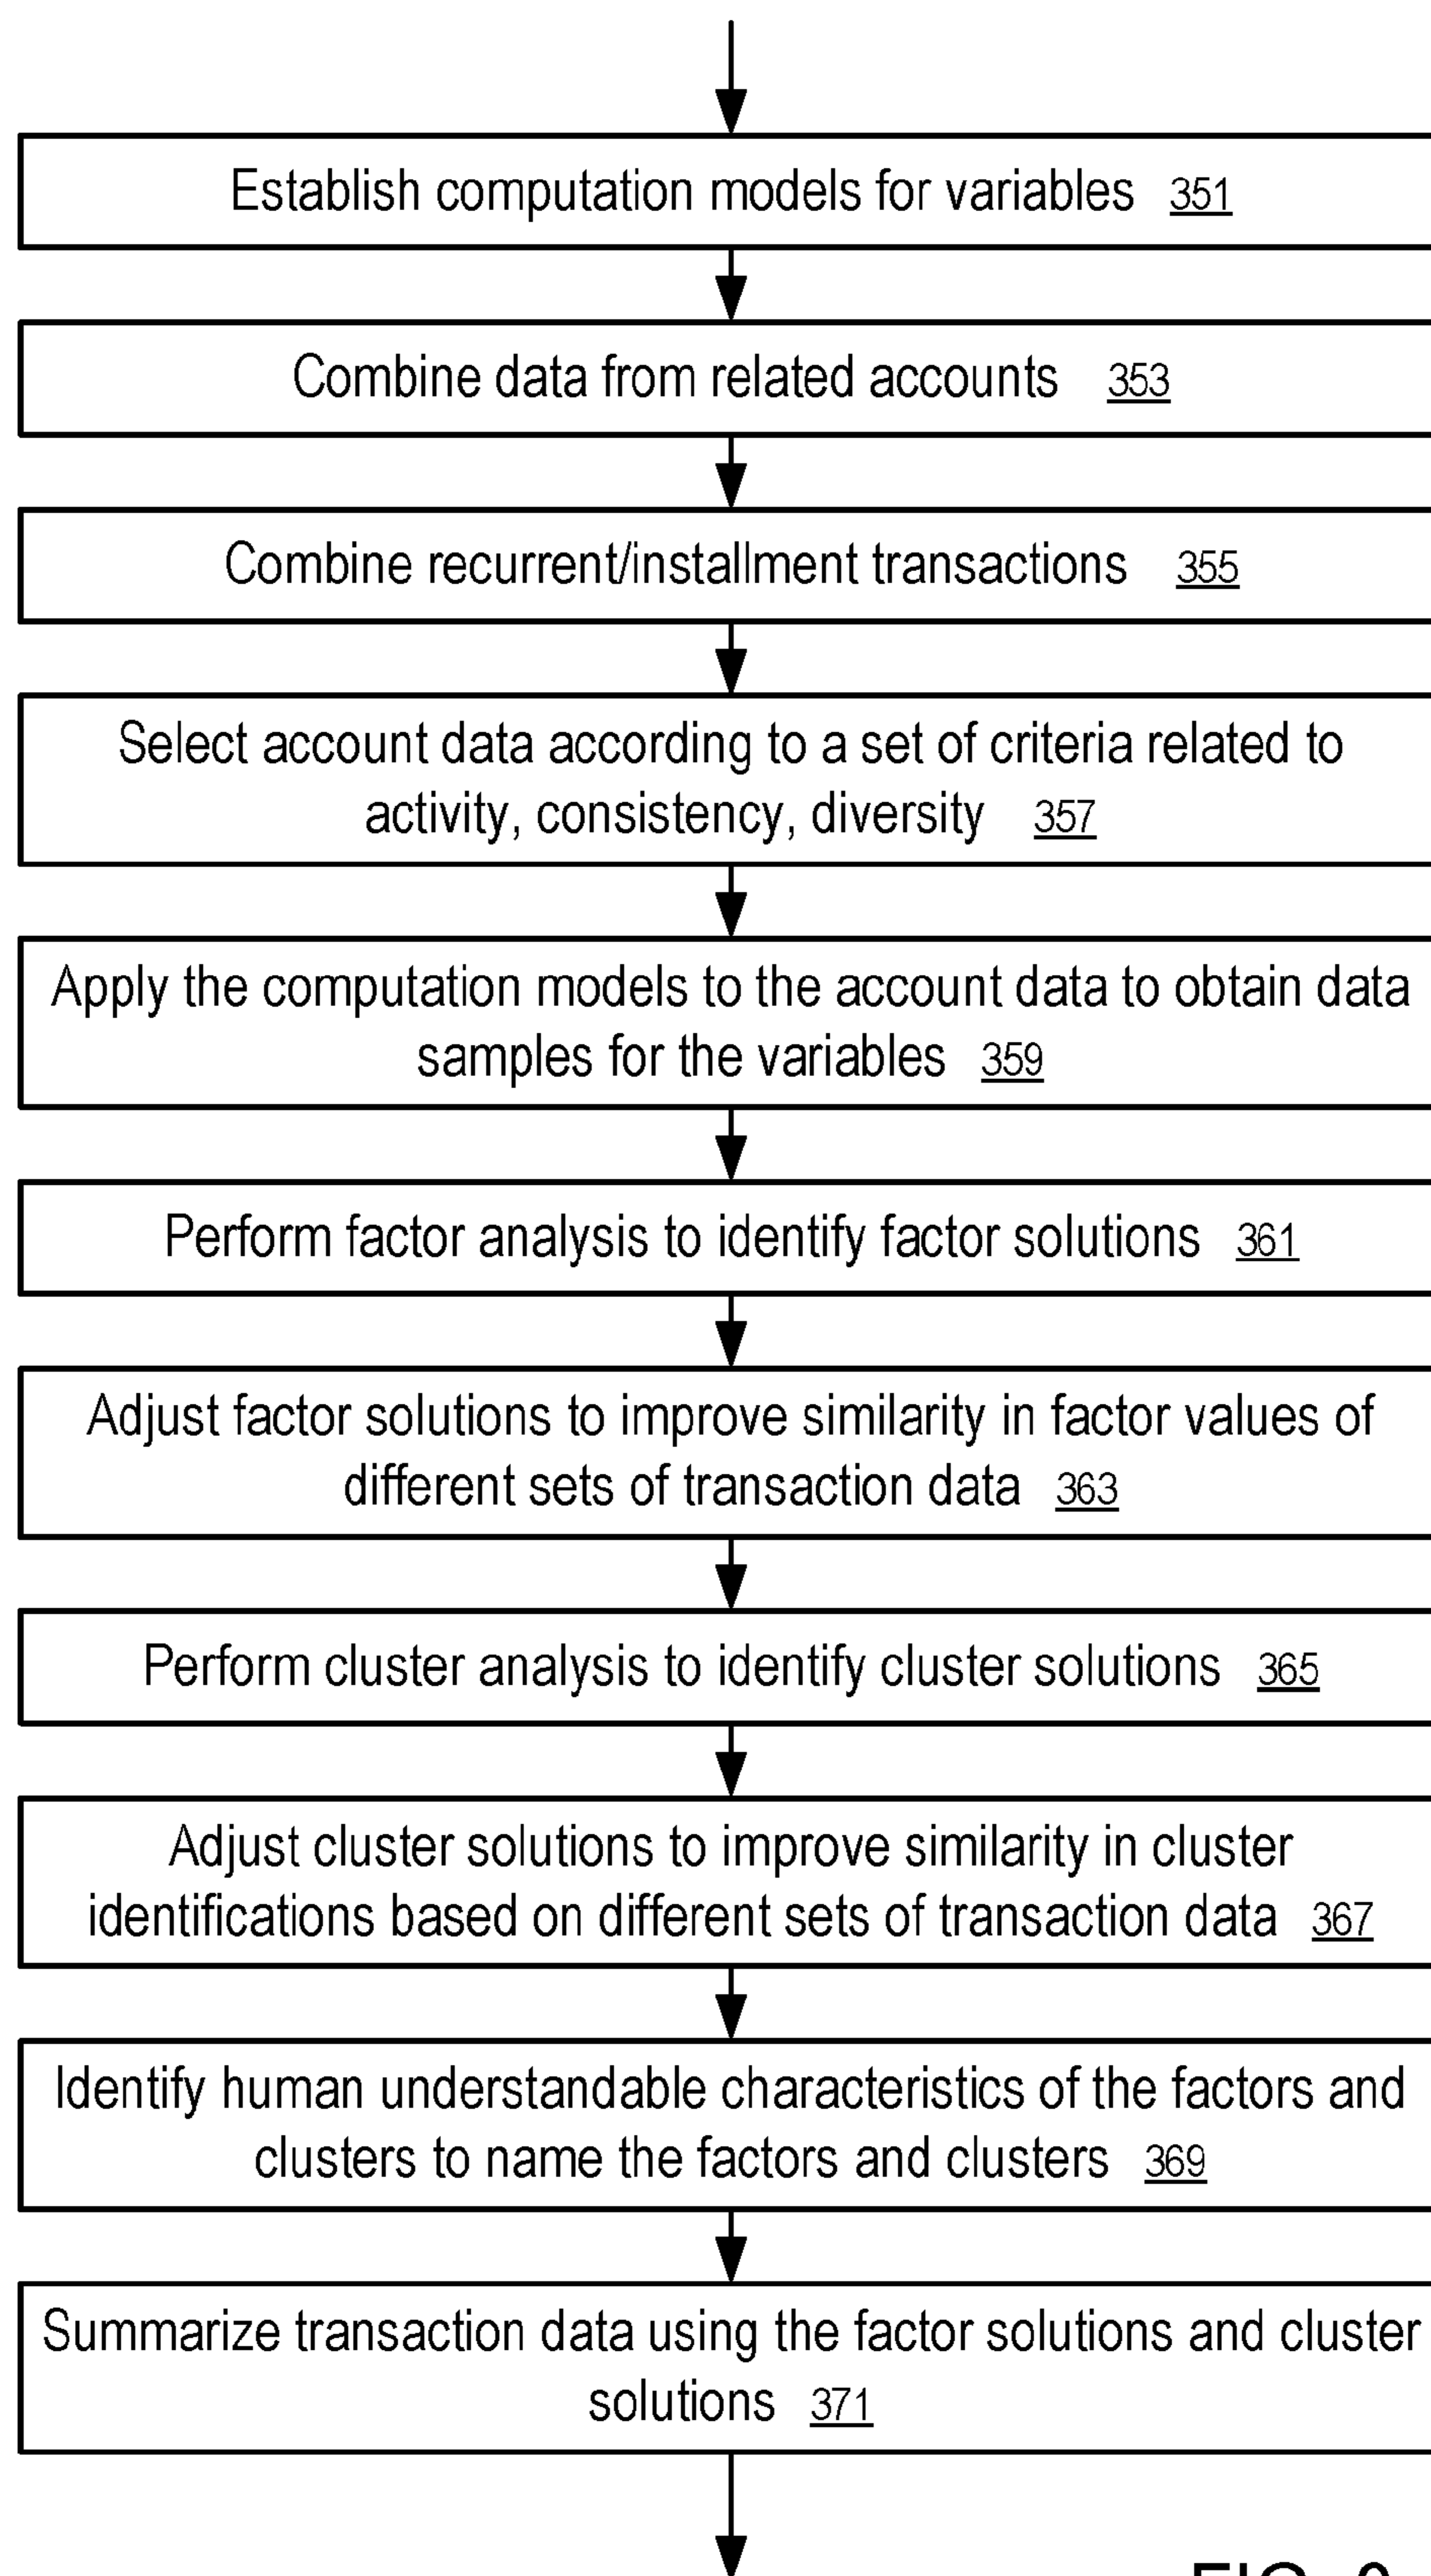 Establish computation models for variables 351
Combine data from related accounts 353
Combine recurrent/installment transactions 355
Select account data according to a set of criteria related to
activity, consistency, diversity 357
Apply the computation models to the account data to obtain data
samples for the variables 359
Perform factor analysis to identify factor solutions 361
Adjust factor solutions to improve similarity in factor values of
different sets of transaction data 363
Perform cluster analysis to identify cluster solutions 365
Adjust cluster solutions to improve similarity in cluster
identifications based on different sets of transaction data 367
Identify human understandable characteristics of the factors and
clusters to name the factors and clusters 369
Summarize transaction data using the factor solutions and cluster
solutions 371
FIG.